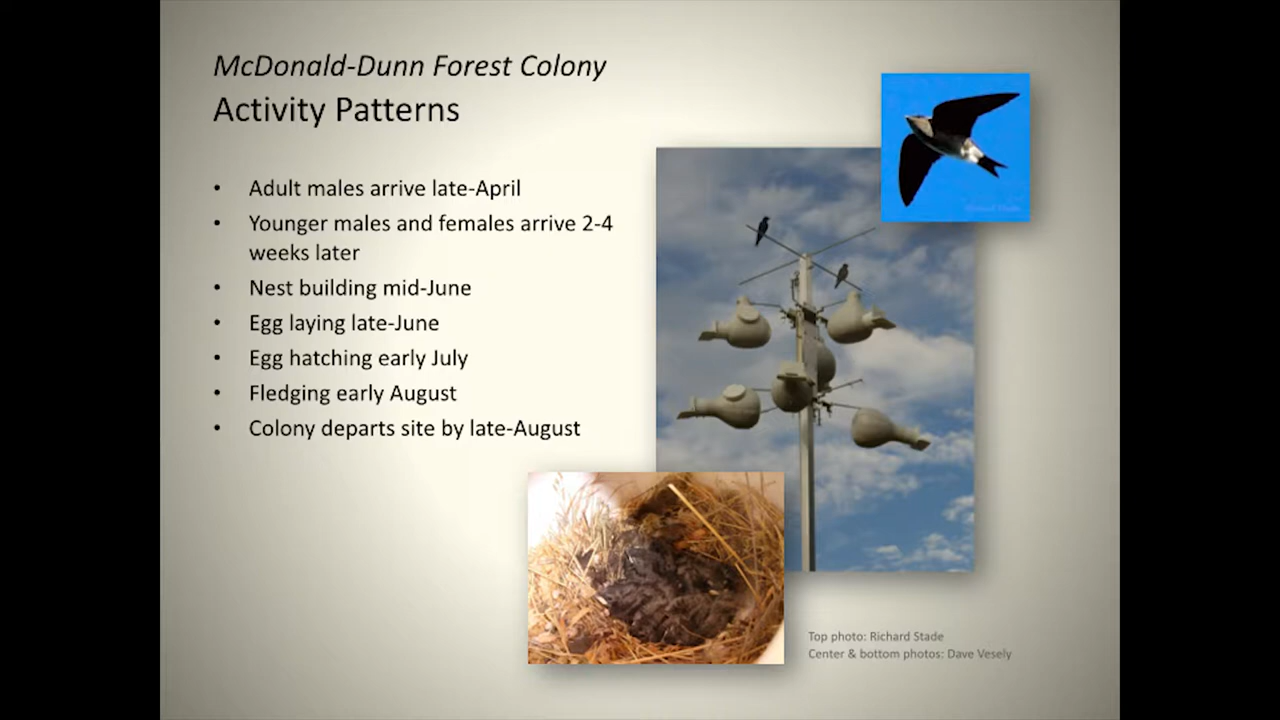 McDonald-Dunn Forest Colony
Activity Patterns
• Adult males arrive late-April
• Younger males and females arrive 2-4
weeks later
• Nest building mid-June
• Egg laying late-June
• Egg hatching early July
• Fledging early August
• Colony departs site by late-August
Top photo: Richard Stade
Center & bottom photos: Dave Vesely